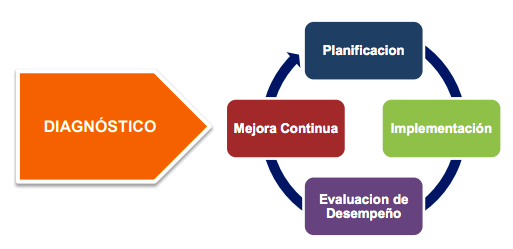 Planificacion
DIAGNÓSTICO
Mejora Continua
Implementación
Evaluacion de
Desempeño